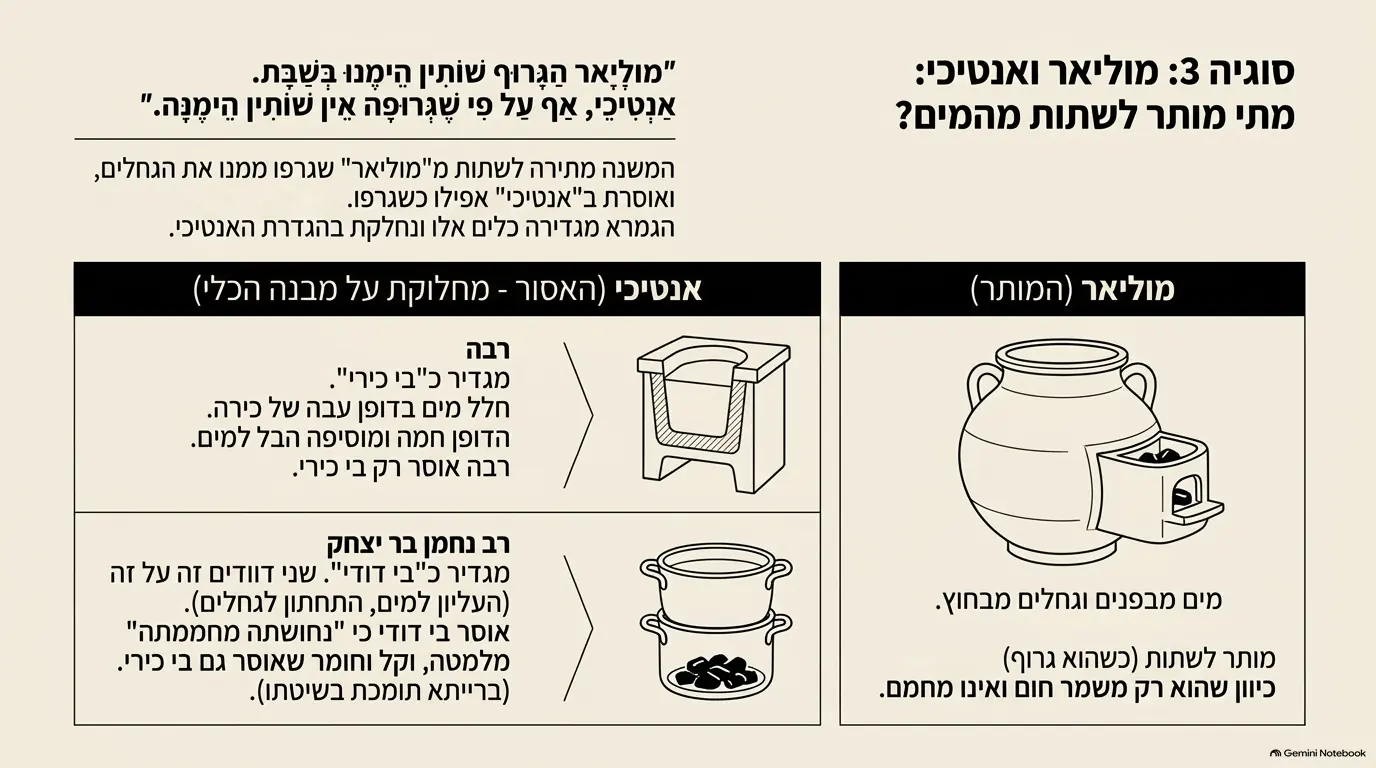 סוגיה 3: מוליאר ואנטיכי:
מתי מותר לשתות מהמים?
"מוּלְיָאר הַגָּרוּף שׁוֹתִין הֵימֶנּוּ בְּשַׁבָּת.
אַנְטִיכֵי, אַף עַל פִּי שֶׁגְּרוּפָה אֵין שׁוֹתִין הֵימֶנָּה."
המשנה מתירה לשתות מ"מוליאר" שגרפו ממנו את הגחלים,
ואוסרת ב"אנטיכי" אפילו כשגרפו.
הגמרא מגדירה כלים אלו ונחלקת בהגדרת האנטיכי.
מוליאר (המותר)
מים מבפנים וגחלים מבחוץ.
מותר לשתות (כשהוא גרוף)
כיוון שהוא רק משמר חום ואינו מחמם.
אנטיכי (האסור - מחלוקת על מבנה הכלי)
רבה
מגדיר כ"בי כירי".
חלל מים בדופן עבה של כירה.
הדופן חמה ומוסיפה הבל למים.
רבה אוסר רק בי כירי.
רב נחמן בר יצחק
מגדיר כ"בי דודי". שני דוודים זה על זה
(העליון למים, התחתון לגחלים).
אוסר בי דודי כי "נחושתה מחממתה"
מלמטה, וקל וחומר שאוסר גם בי כירי.
(ברייתא תומכת בשיטתו).
Gemini Notebook